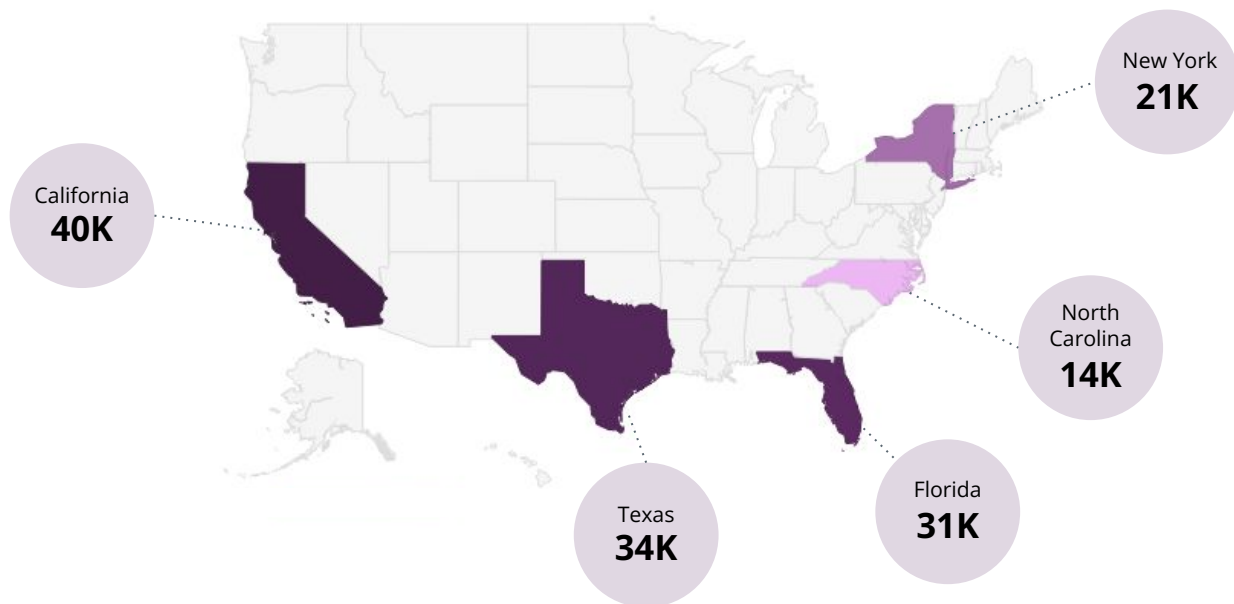 New York
21K
California
40K
North
Carolina
14K
Florida
31K
Texas
34K